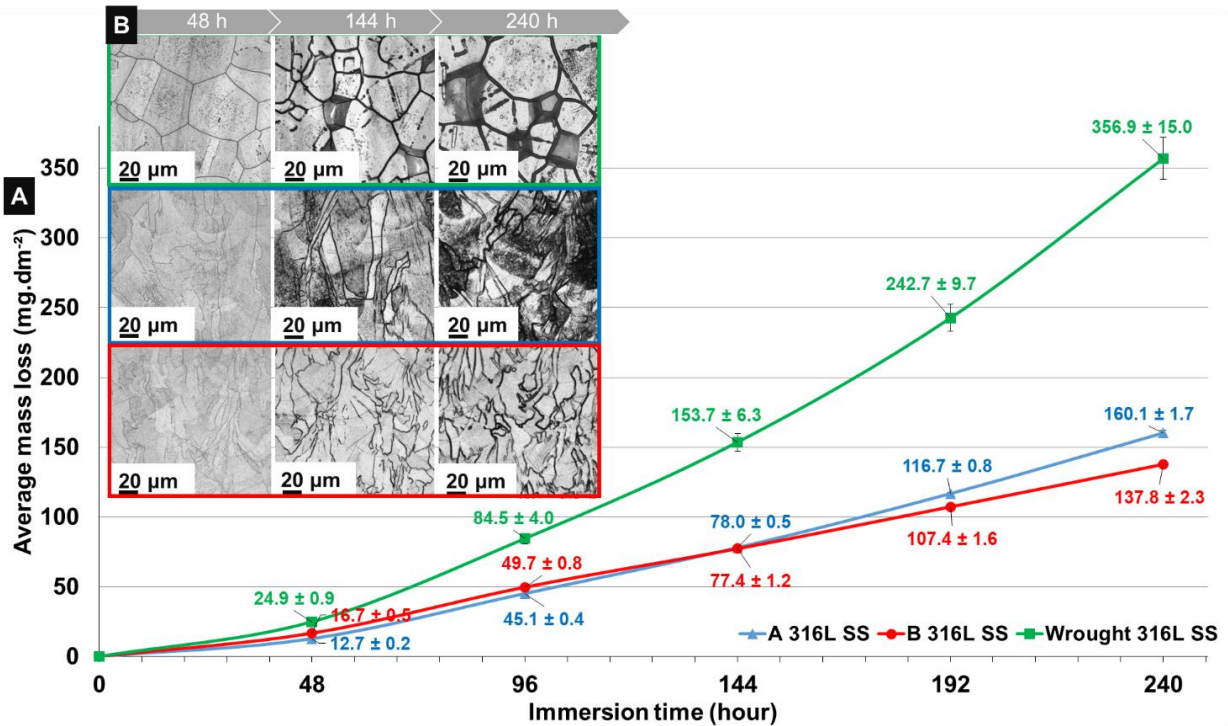 B
48 h
144 h
240 h
20 µm
20 µm
20 µm
20 µm
20 µm
20 µm
20 µm
20 µm
20 µm
A
Average mass loss (mg.dm⁻²)
350
300
250
200
150
100
50
0
356.9 ± 15.0
242.7 ± 9.7
153.7 ± 6.3
84.5 ± 4.0
24.9 ± 0.9
160.1 ± 1.7
116.7 ± 0.8
78.0 ± 0.5
45.1 ± 0.4
12.7 ± 0.2
137.8 ± 2.3
107.4 ± 1.6
77.4 ± 1.2
49.7 ± 0.8
16.7 ± 0.5
A 316L SS
B 316L SS
Wrought 316L SS
0
48
96
144
192
240
Immersion time (hour)